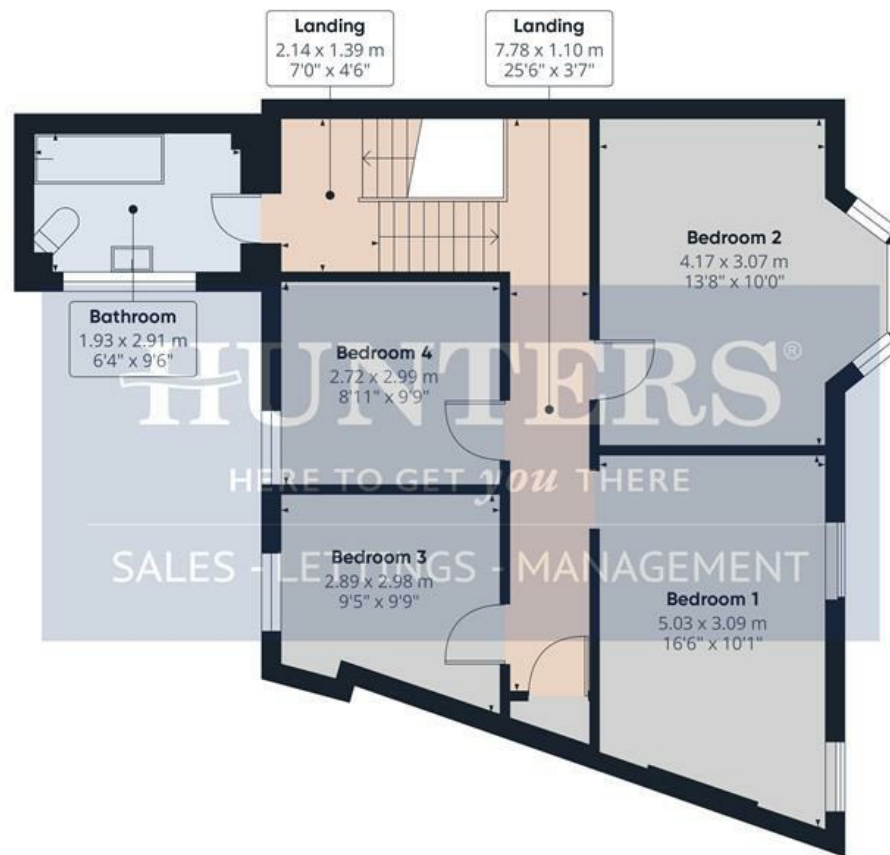 Landing
2.14 x 1.39 m
7'0" x 4'6"
Landing
7.78 x 1.10 m
25'6" x 3'7"
Bedroom 2
4.17 x 3.07 m
13'8" x 10'0"
Bathroom
1.93 x 2.91 m
6'4" x 9'6"
Bedroom 4
2.72 x 2.99 m
8'11" x 9'9"
HUNTERS®
HERE TO GET you THERE
SALES - LETTINGS - MANAGEMENT
Bedroom 3
2.89 x 2.98 m
9'5" x 9'9"
Bedroom 1
5.03 x 3.09 m
16'6" x 10'1"